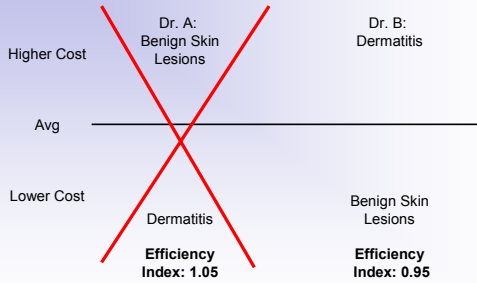 Dr. A:
Benign Skin
Lesions
Dr. B:
Dermatitis
Higher Cost
Avg
Lower Cost
Dermatitis
Benign Skin
Lesions
Efficiency
Index: 1.05
Efficiency
Index: 0.95